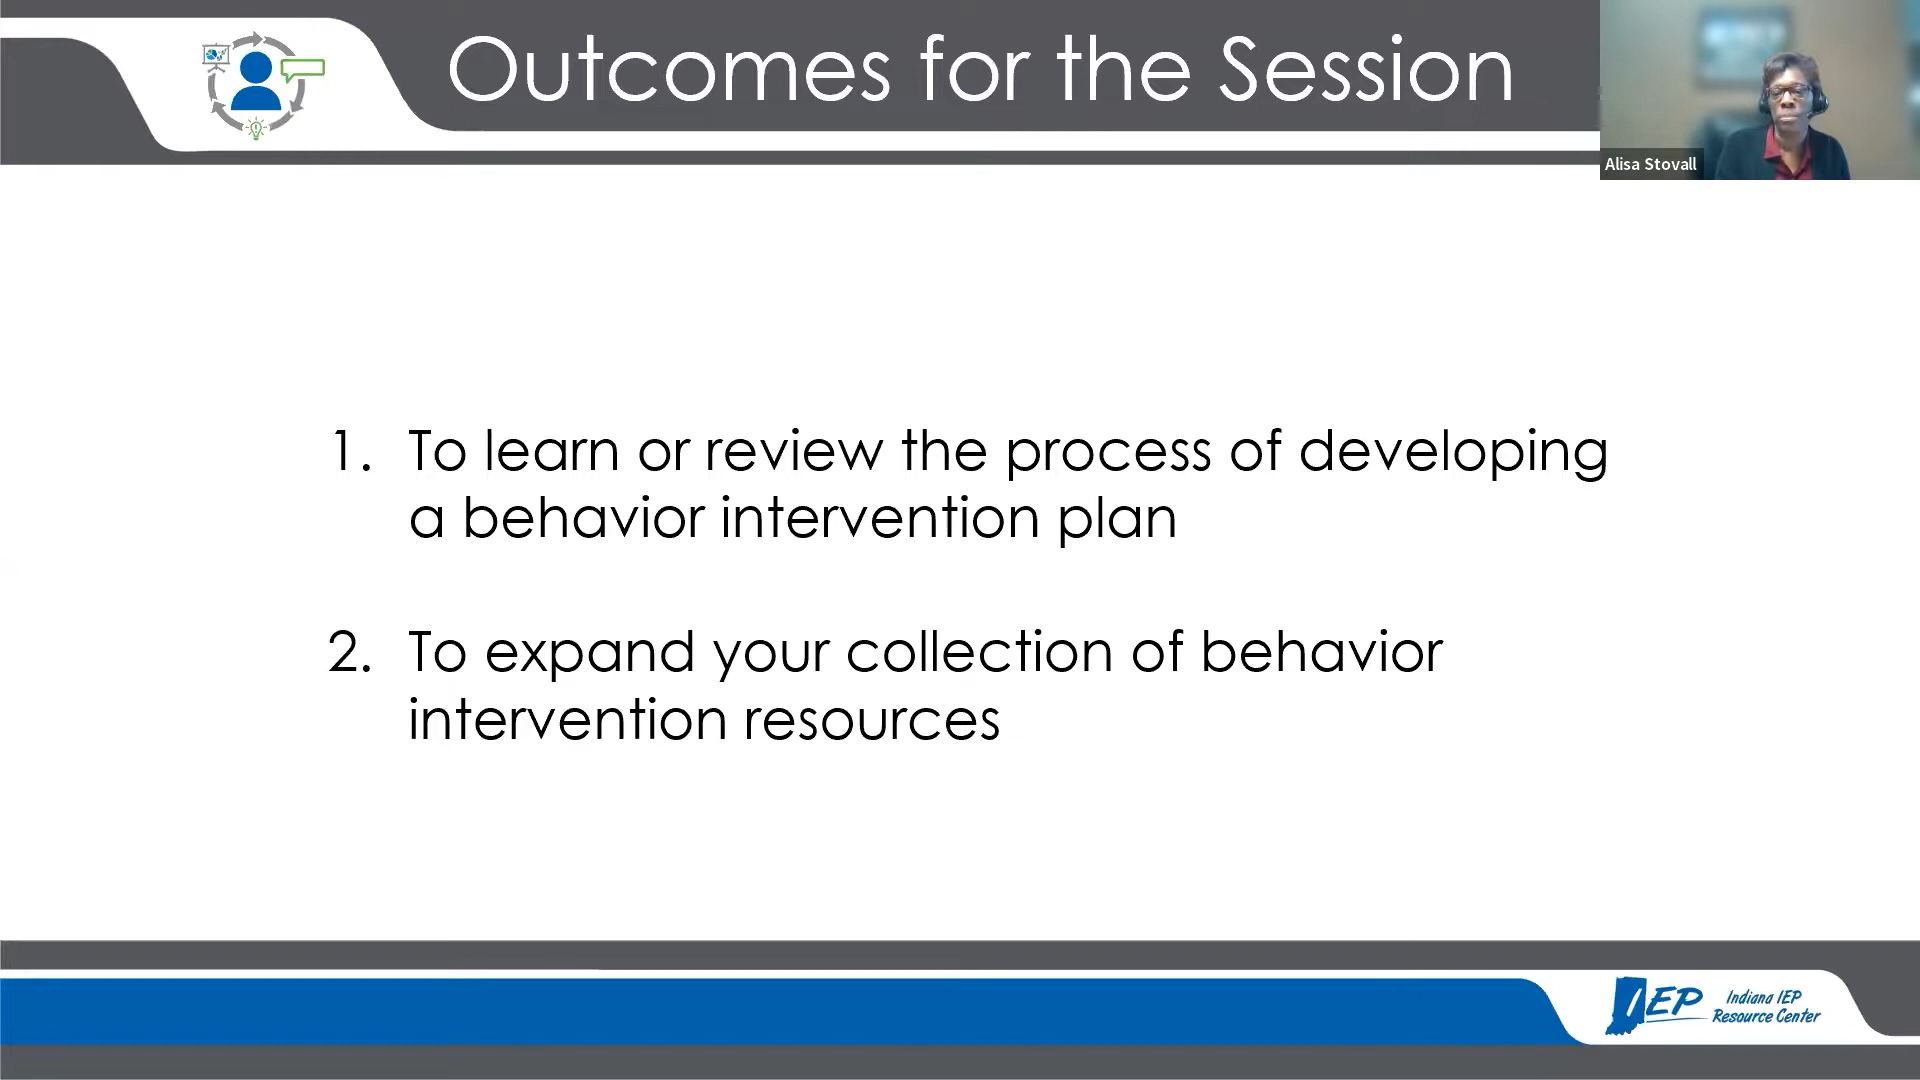 Outcomes for the Session
Alisa Stovall
1. To learn or review the process of developing
a behavior intervention plan
2. To expand your collection of behavior
intervention resources
IEP Indiana IEP
Resource Center